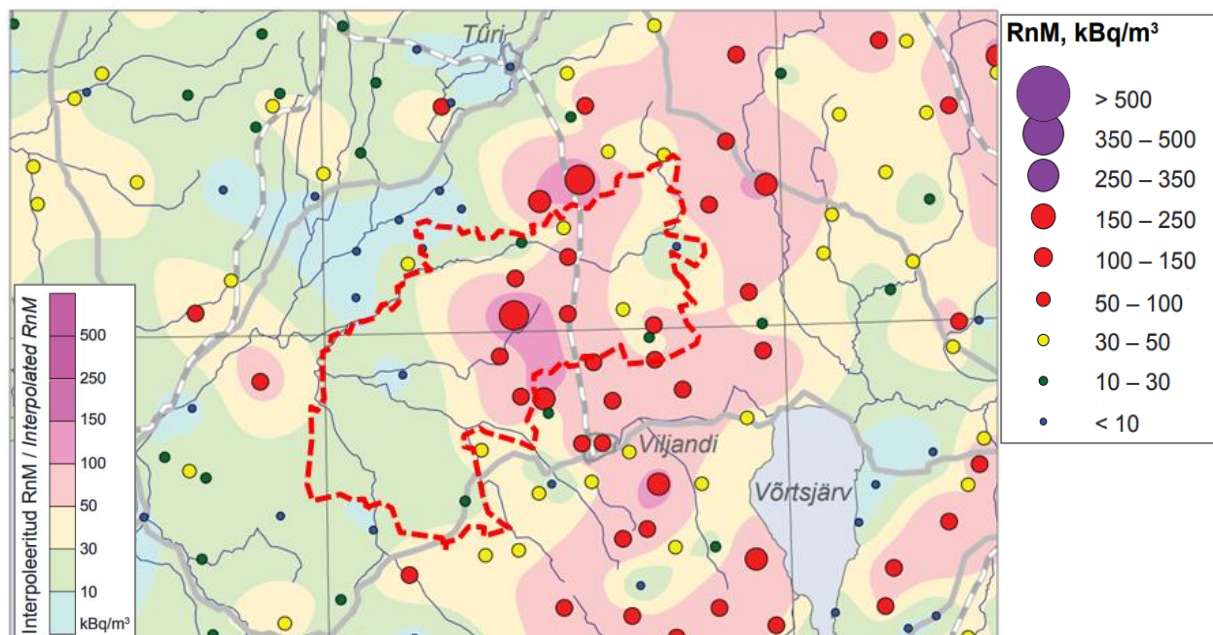 Türi
Viljandi
Võrtsjärv
Interpoleeritud RnM / Interpolated RnM
500
250
150
100
50
30
10
kBq/m³
RnM, kBq/m³
> 500
350 – 500
250 – 350
150 – 250
100 – 150
50 – 100
30 – 50
10 – 30
< 10